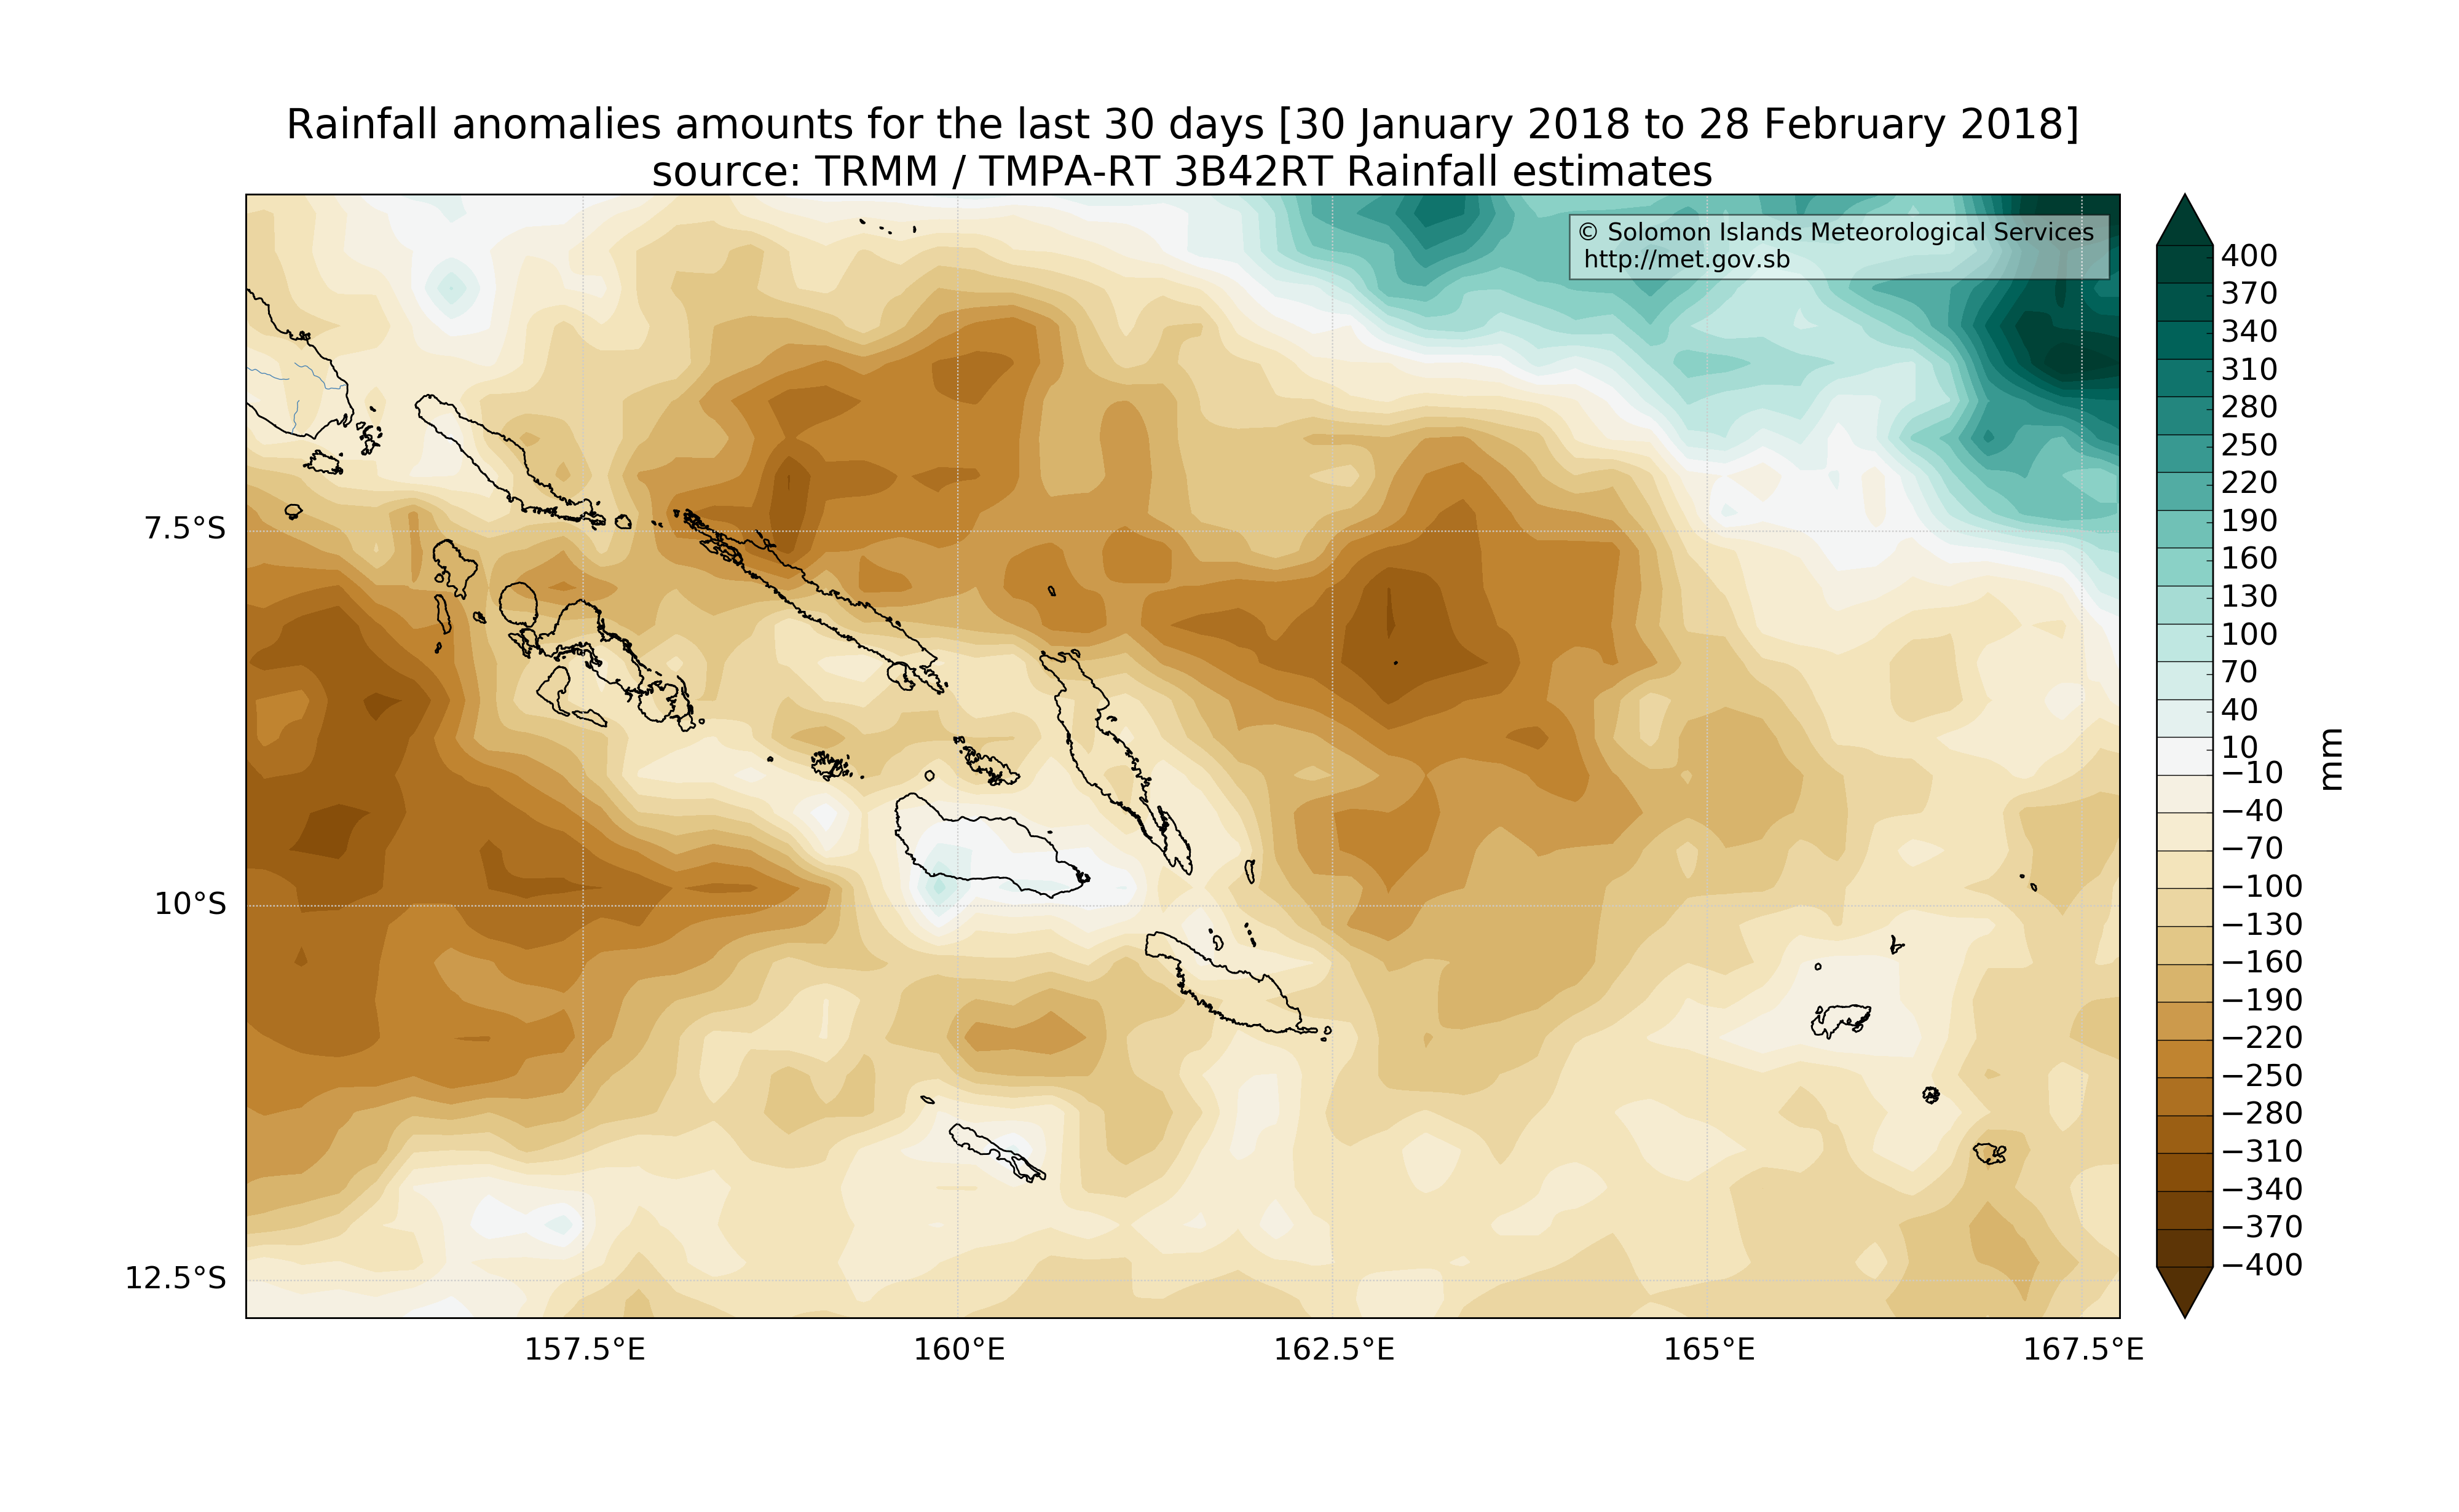 Rainfall anomalies amounts for the last 30 days [30 January 2018 to 28 February 2018]
source: TRMM / TMPA-RT 3B42RT Rainfall estimates
© Solomon Islands Meteorological Services
http://met.gov.sb
7.5°S
10°S
12.5°S
157.5°E
160°E
162.5°E
165°E
167.5°E
400
370
340
310
280
250
220
190
160
130
100
70
40
10
−10
−40
−70
−100
−130
−160
−190
−220
−250
−280
−310
−340
−370
−400
mm